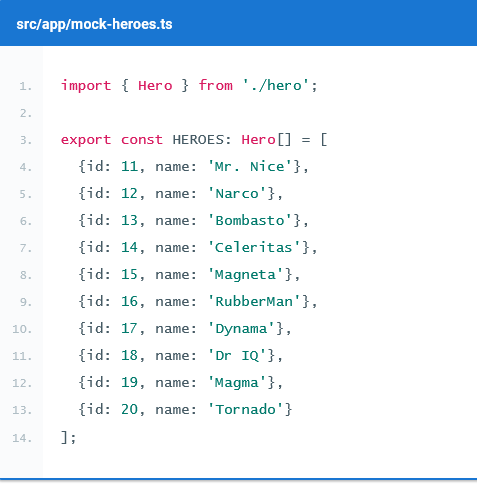 src/app/mock-heroes.ts
1. import { Hero } from './hero';
2.
3. export const HEROES: Hero[] = [
4.   {id: 11, name: 'Mr. Nice'},
5.   {id: 12, name: 'Narco'},
6.   {id: 13, name: 'Bombasto'},
7.   {id: 14, name: 'Celeritas'},
8.   {id: 15, name: 'Magneta'},
9.   {id: 16, name: 'RubberMan'},
10.   {id: 17, name: 'Dynama'},
11.   {id: 18, name: 'Dr IQ'},
12.   {id: 19, name: 'Magma'},
13.   {id: 20, name: 'Tornado'}
14. ];